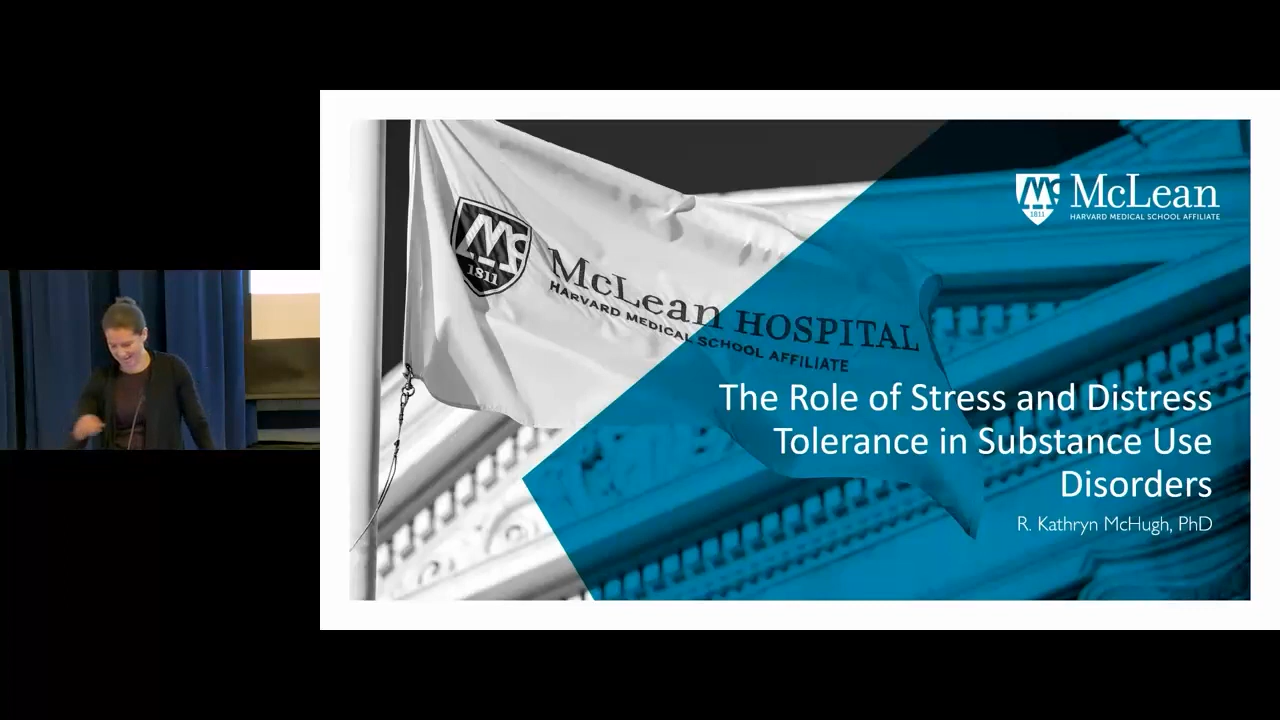 1811
McLean HOSPITAL
HARVARD MEDICAL SCHOOL AFFILIATE
1811
McLean
HARVARD MEDICAL SCHOOL AFFILIATE
The Role of Stress and Distress
Tolerance in Substance Use
Disorders
R. Kathryn McHugh, PhD